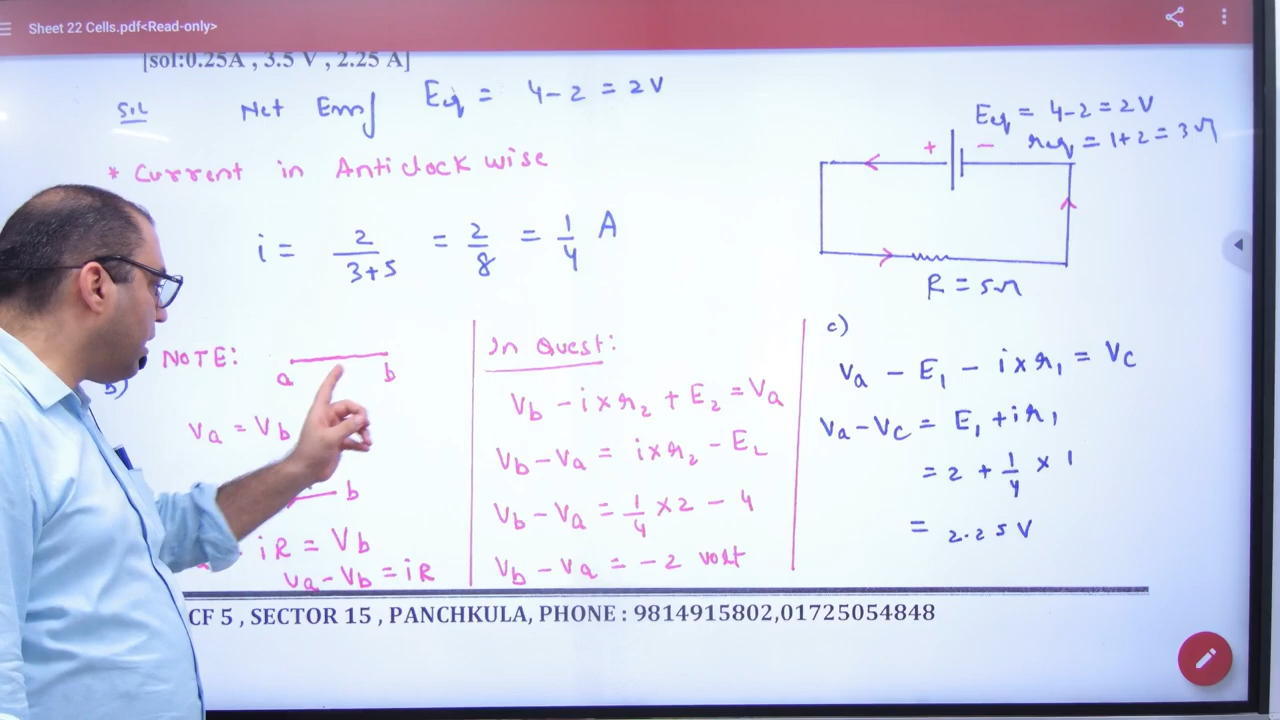 Sheet 22 Cells.pdf<Read-only>
[sol:0.25A , 3.5 V , 2.25 A]
Sol Net Emf Eeq = 4-2 = 2V
* Current in Anticlockwise
i = 2/(3+5) = 2/8 = 1/4 A
Eeq = 4-2 = 2V
req = 1+2 = 3Ω
+ -
R = 5Ω
b)
NOTE:
a b
Va = Vb
b
iR = Vb
Va-Vb = iR
In Quest:
Vb - i×r2 + E2 = Va
Vb-Va = i×r2 - E2
Vb-Va = 1/4 ×2 - 4
Vb-Va = -2 volt
c)
Va - E1 - i×r1 = Vc
Va-Vc = E1 + ir1
= 2 + 1/4 × 1
= 2.25 V
CF 5 , SECTOR 15 , PANCHKULA, PHONE : 9814915802,01725054848